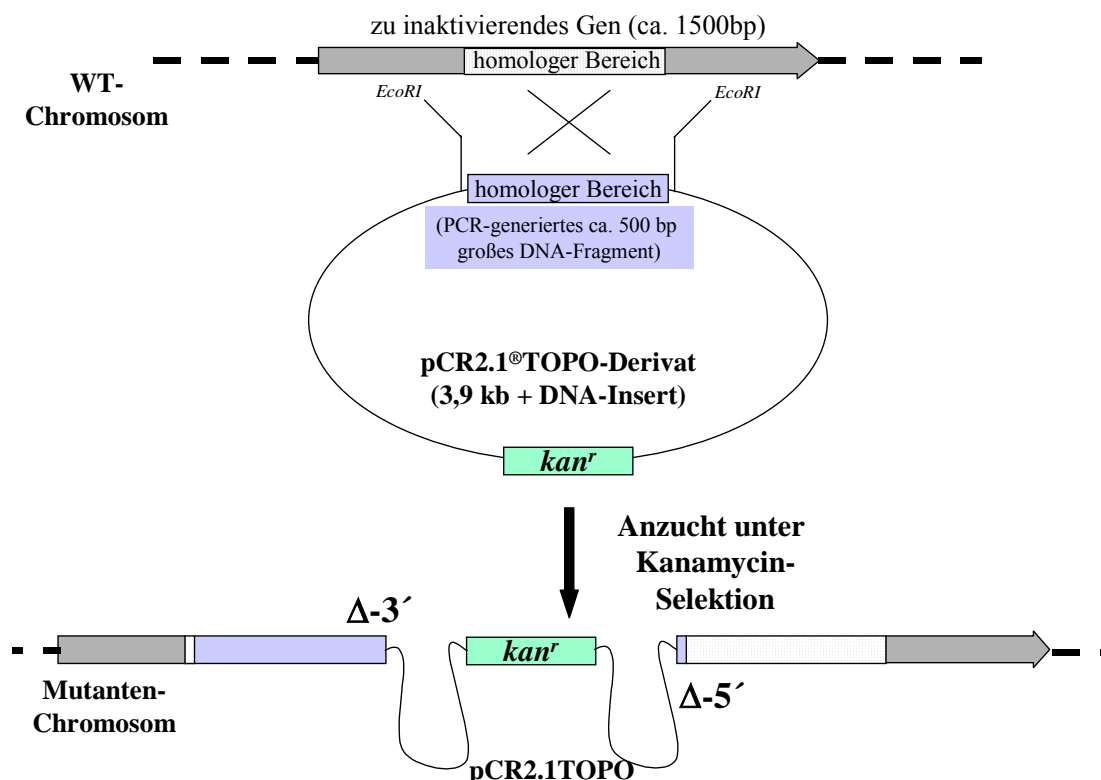 zu inaktivierendes Gen (ca. 1500bp)
homologer Bereich
WT-
Chromosom
EcoRI
EcoRI
homologer Bereich
(PCR-generiertes ca. 500 bp
großes DNA-Fragment)
pCR2.1®TOPO-Derivat
(3,9 kb + DNA-Insert)
kanʳ
Anzucht unter
Kanamycin-
Selektion
Δ-3´
kanʳ
Δ-5´
Mutanten-
Chromosom
pCR2.1TOPO